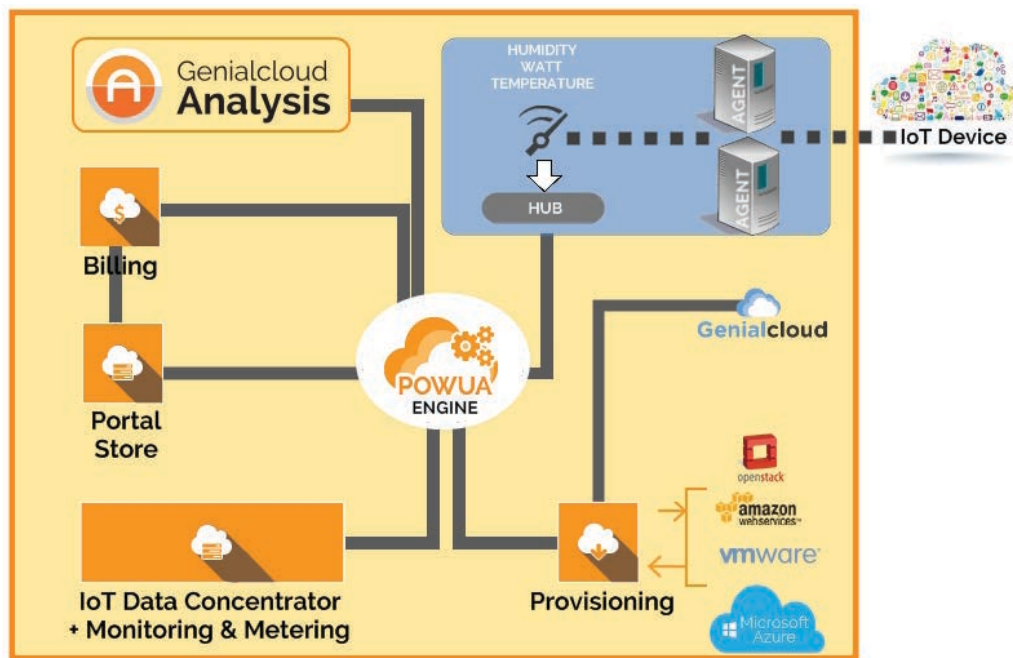 A
Genialcloud
Analysis
HUMIDITY
WATT
TEMPERATURE
AGENT
AGENT
HUB
IoT Device
$
Billing
Portal
Store
POWUA
ENGINE
Genialcloud
openstack
amazon
webservices™
vmware®
Microsoft
Azure
IoT Data Concentrator
+ Monitoring & Metering
Provisioning